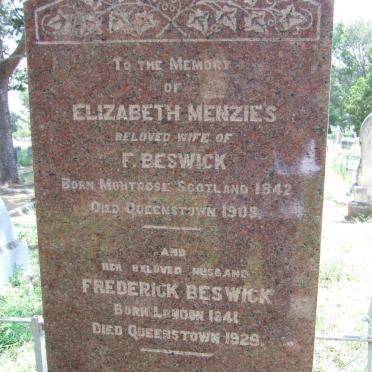 To the Memory
of
Elizabeth Menzies
Beloved Wife of
F. Beswick
Born Montrose Scotland 1842
Died Queenstown 1903.
and
her beloved husband
Frederick Beswick
Born London 1841
Died Queenstown 1929.